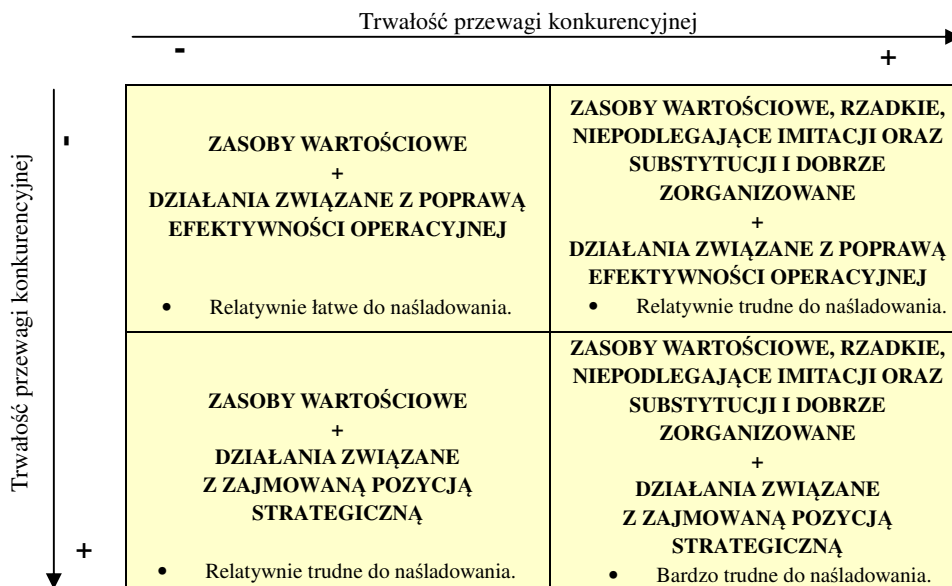 Trwałość przewagi konkurencyjnej
-
+
Trwałość przewagi konkurencyjnej
-
+
ZASOBY WARTOŚCIOWE
+
DZIAŁANIA ZWIĄZANE Z POPRAWĄ
EFEKTYWNOŚCI OPERACYJNEJ
• Relatywnie łatwe do naśladowania.
ZASOBY WARTOŚCIOWE, RZADKIE,
NIEPODLEGAJĄCE IMITACJI ORAZ
SUBSTYTUCJI I DOBRZE
ZORGANIZOWANE
+
DZIAŁANIA ZWIĄZANE Z POPRAWĄ
EFEKTYWNOŚCI OPERACYJNEJ
• Relatywnie trudne do naśladowania.
ZASOBY WARTOŚCIOWE
+
DZIAŁANIA ZWIĄZANE
Z ZAJMOWANĄ POZYCJĄ
STRATEGICZNĄ
• Relatywnie trudne do naśladowania.
ZASOBY WARTOŚCIOWE, RZADKIE,
NIEPODLEGAJĄCE IMITACJI ORAZ
SUBSTYTUCJI I DOBRZE
ZORGANIZOWANE
+
DZIAŁANIA ZWIĄZANE
Z ZAJMOWANĄ POZYCJĄ
STRATEGICZNĄ
• Bardzo trudne do naśladowania.